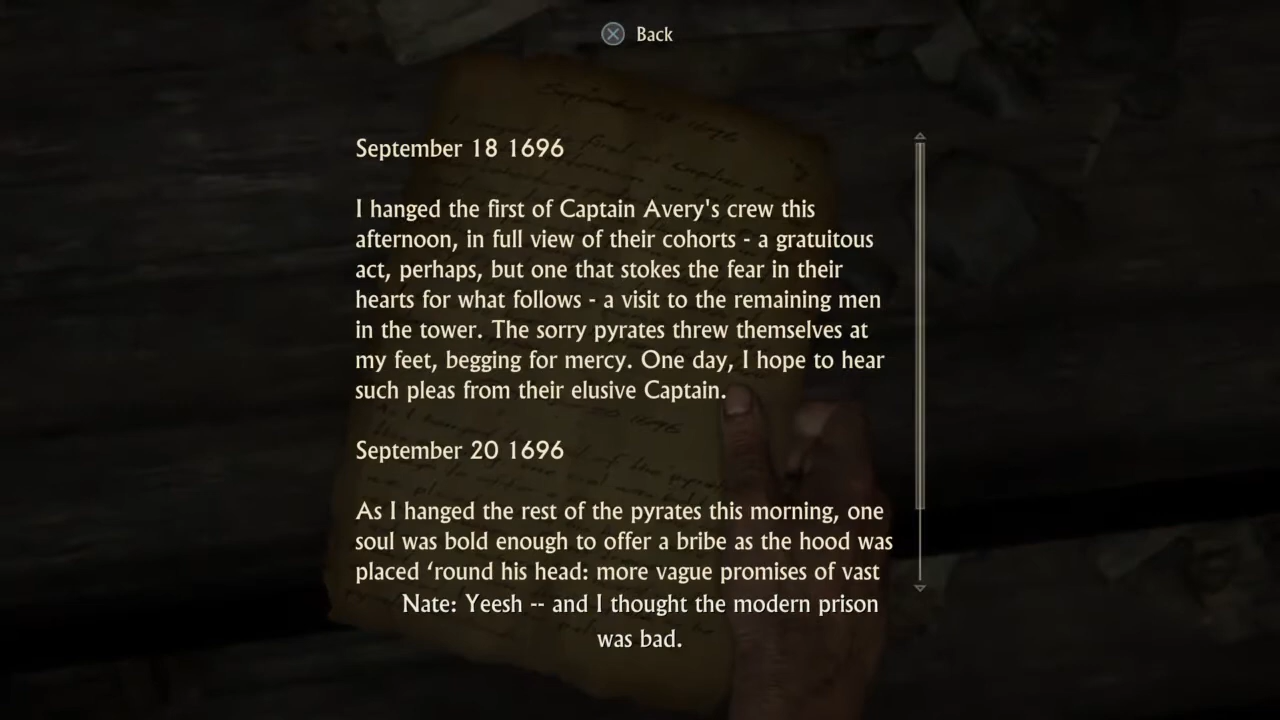 Back
September 18 1696
I hanged the first of Captain Avery's crew this
afternoon, in full view of their cohorts - a gratuitous
act, perhaps, but one that stokes the fear in their
hearts for what follows - a visit to the remaining men
in the tower. The sorry pyrates threw themselves at
my feet, begging for mercy. One day, I hope to hear
such pleas from their elusive Captain.
September 20 1696
As I hanged the rest of the pyrates this morning, one
soul was bold enough to offer a bribe as the hood was
placed ‘round his head: more vague promises of vast
Nate: Yeesh -- and I thought the modern prison
was bad.